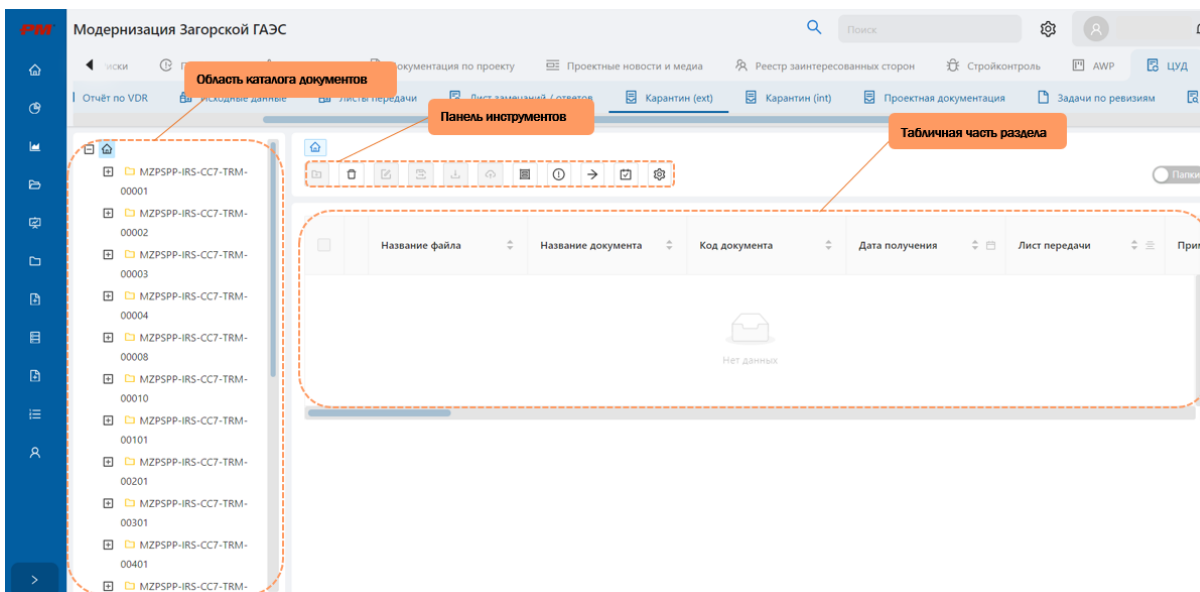 PM
Модернизация Загорской ГАЭС
Поиск
Документация по проекту
Проектные новости и медиа
Реестр заинтересованных сторон
Стройконтроль
AWP
ЦУД
Область каталога документов
Отчёт по VDR
Исходные данные
Листы передачи
Лист замечаний / ответов
Карантин (ext)
Карантин (int)
Проектная документация
Задачи по ревизиям
Панель инструментов
Табличная часть раздела
Папки
MZPSPP-IRS-CC7-TRM-
00001
MZPSPP-IRS-CC7-TRM-
00002
MZPSPP-IRS-CC7-TRM-
00003
MZPSPP-IRS-CC7-TRM-
00004
MZPSPP-IRS-CC7-TRM-
00008
MZPSPP-IRS-CC7-TRM-
00010
MZPSPP-IRS-CC7-TRM-
00101
MZPSPP-IRS-CC7-TRM-
00201
MZPSPP-IRS-CC7-TRM-
00301
MZPSPP-IRS-CC7-TRM-
00401
MZPSPP-IRS-CC7-TRM-
Название файла
Название документа
Код документа
Дата получения
Лист передачи
Нет данных